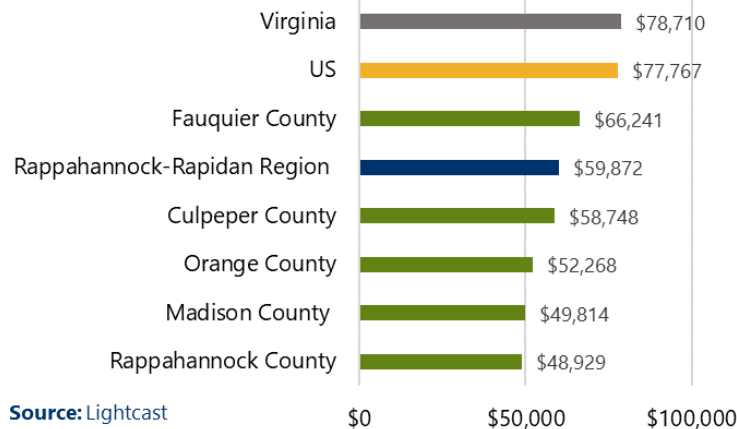 Virginia $78,710
US $77,767
Fauquier County $66,241
Rappahannock-Rapidan Region $59,872
Culpeper County $58,748
Orange County $52,268
Madison County $49,814
Rappahannock County $48,929
Source: Lightcast $0 $50,000 $100,000